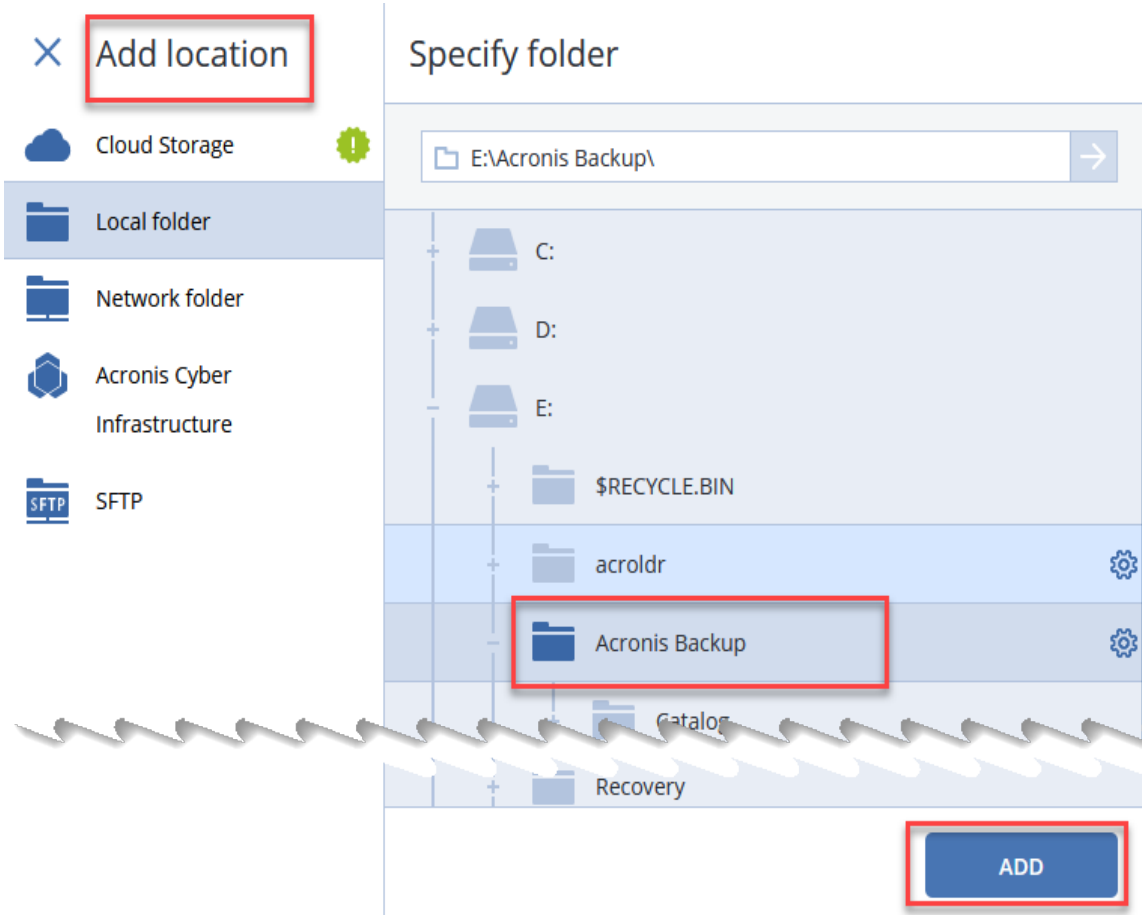 Add location
Cloud Storage
Local folder
Network folder
Acronis Cyber
Infrastructure
SFTP
SFTP
Specify folder
E:\Acronis Backup\
C:
D:
E:
$RECYCLE.BIN
acroldr
Acronis Backup
Catalog
Recovery
ADD